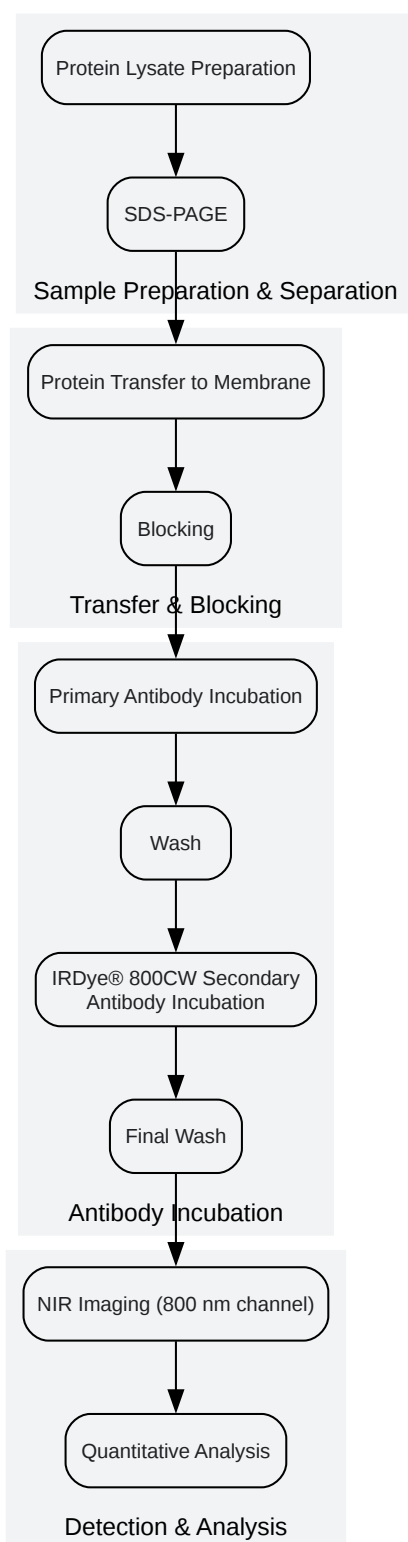 Protein Lysate Preparation
SDS-PAGE
Sample Preparation & Separation
Protein Transfer to Membrane
Blocking
Transfer & Blocking
Primary Antibody Incubation
Wash
IRDye® 800CW Secondary
Antibody Incubation
Final Wash
Antibody Incubation
NIR Imaging (800 nm channel)
Quantitative Analysis
Detection & Analysis